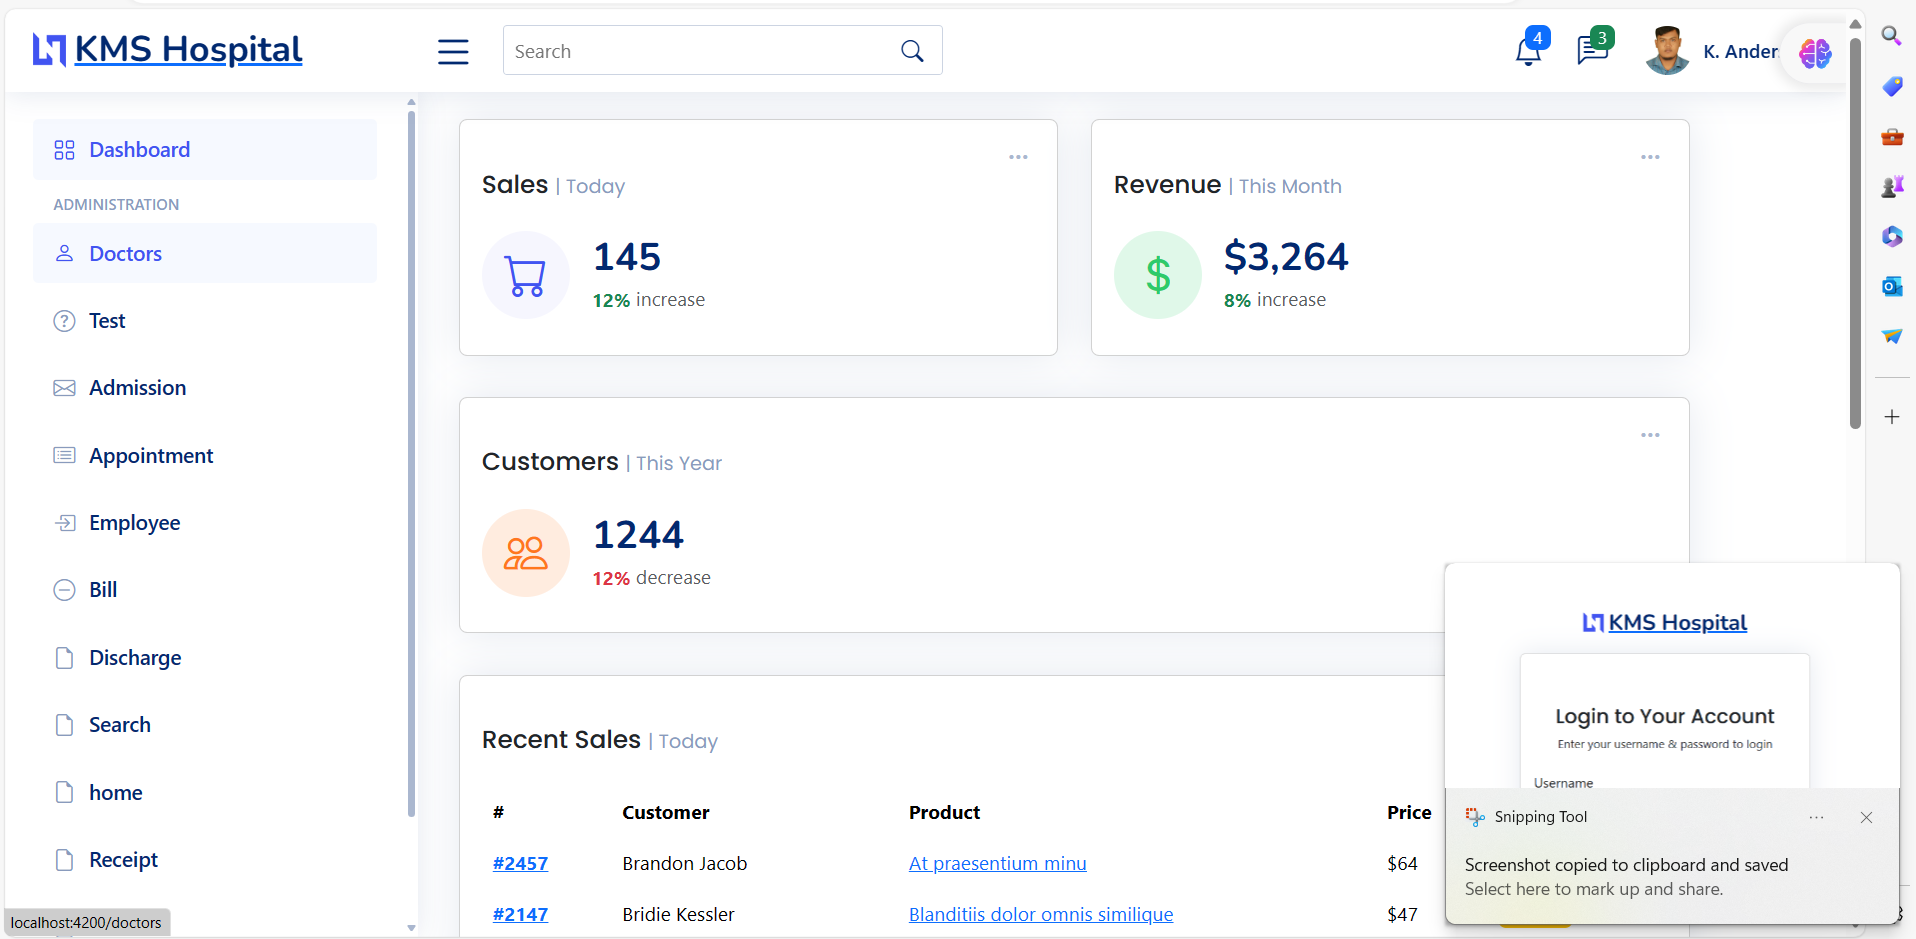 KMS Hospital
Search
4
3
K. Ander
Dashboard
ADMINISTRATION
Doctors
Test
Admission
Appointment
Employee
Bill
Discharge
Search
home
Receipt
localhost:4200/doctors
Sales | Today
145
12% increase
Revenue | This Month
$3,264
8% increase
Customers | This Year
1244
12% decrease
Recent Sales | Today
# Customer Product Price
#2457 Brandon Jacob At praesentium minu $64
#2147 Bridie Kessler Blanditiis dolor omnis similique $47
KMS Hospital
Login to Your Account
Enter your username & password to login
Username
Snipping Tool
Screenshot copied to clipboard and saved
Select here to mark up and share.